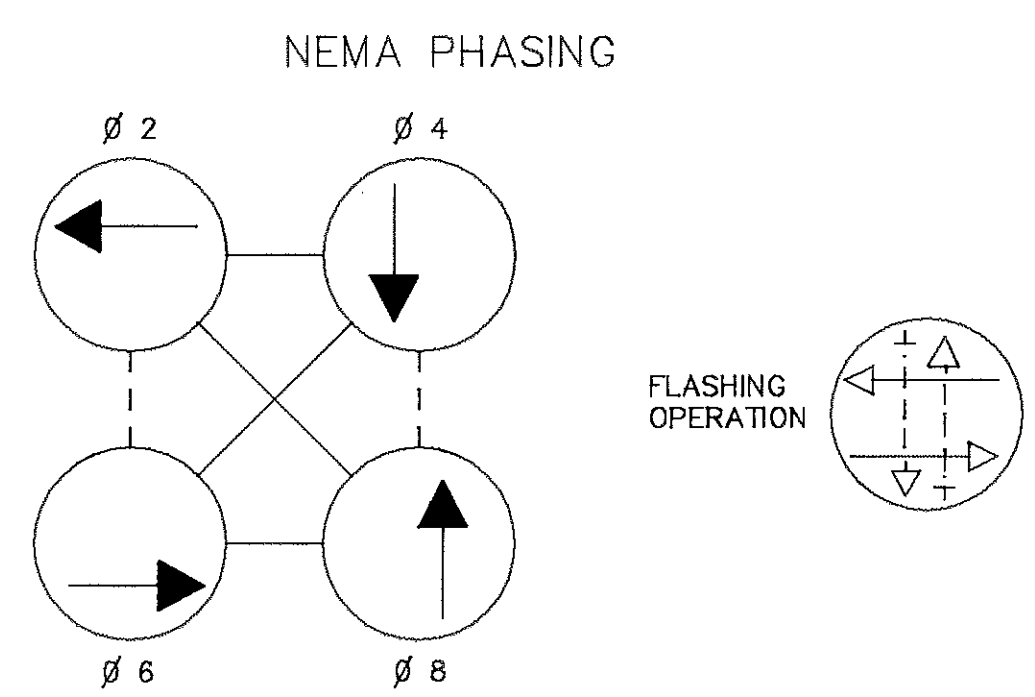 NEMA PHASING
Ø 2
Ø 4
FLASHING
OPERATION
Ø 6
Ø 8